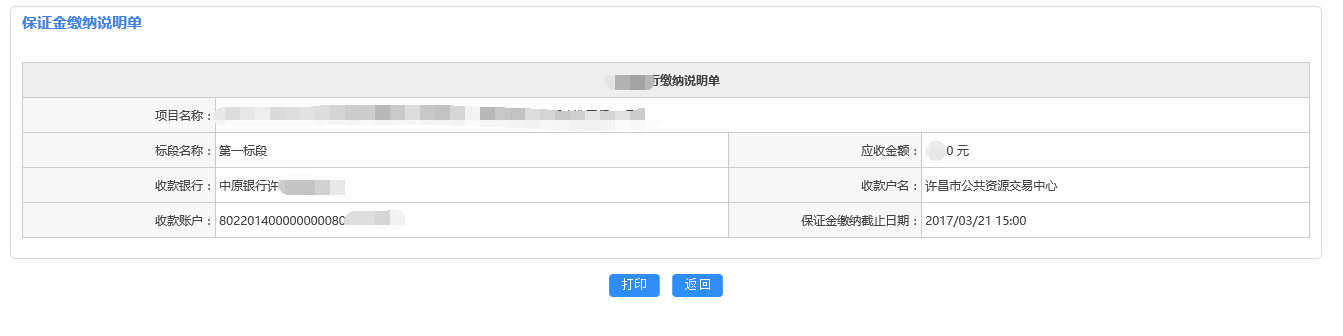 保证金缴纳说明单
行缴纳说明单
项目名称：
标段名称： 第一标段 应收金额： 0 元
收款银行： 中原银行许 收款户名： 许昌市公共资源交易中心
收款账户： 802201400000000080 保证金缴纳截止日期： 2017/03/21 15:00
打印 返回